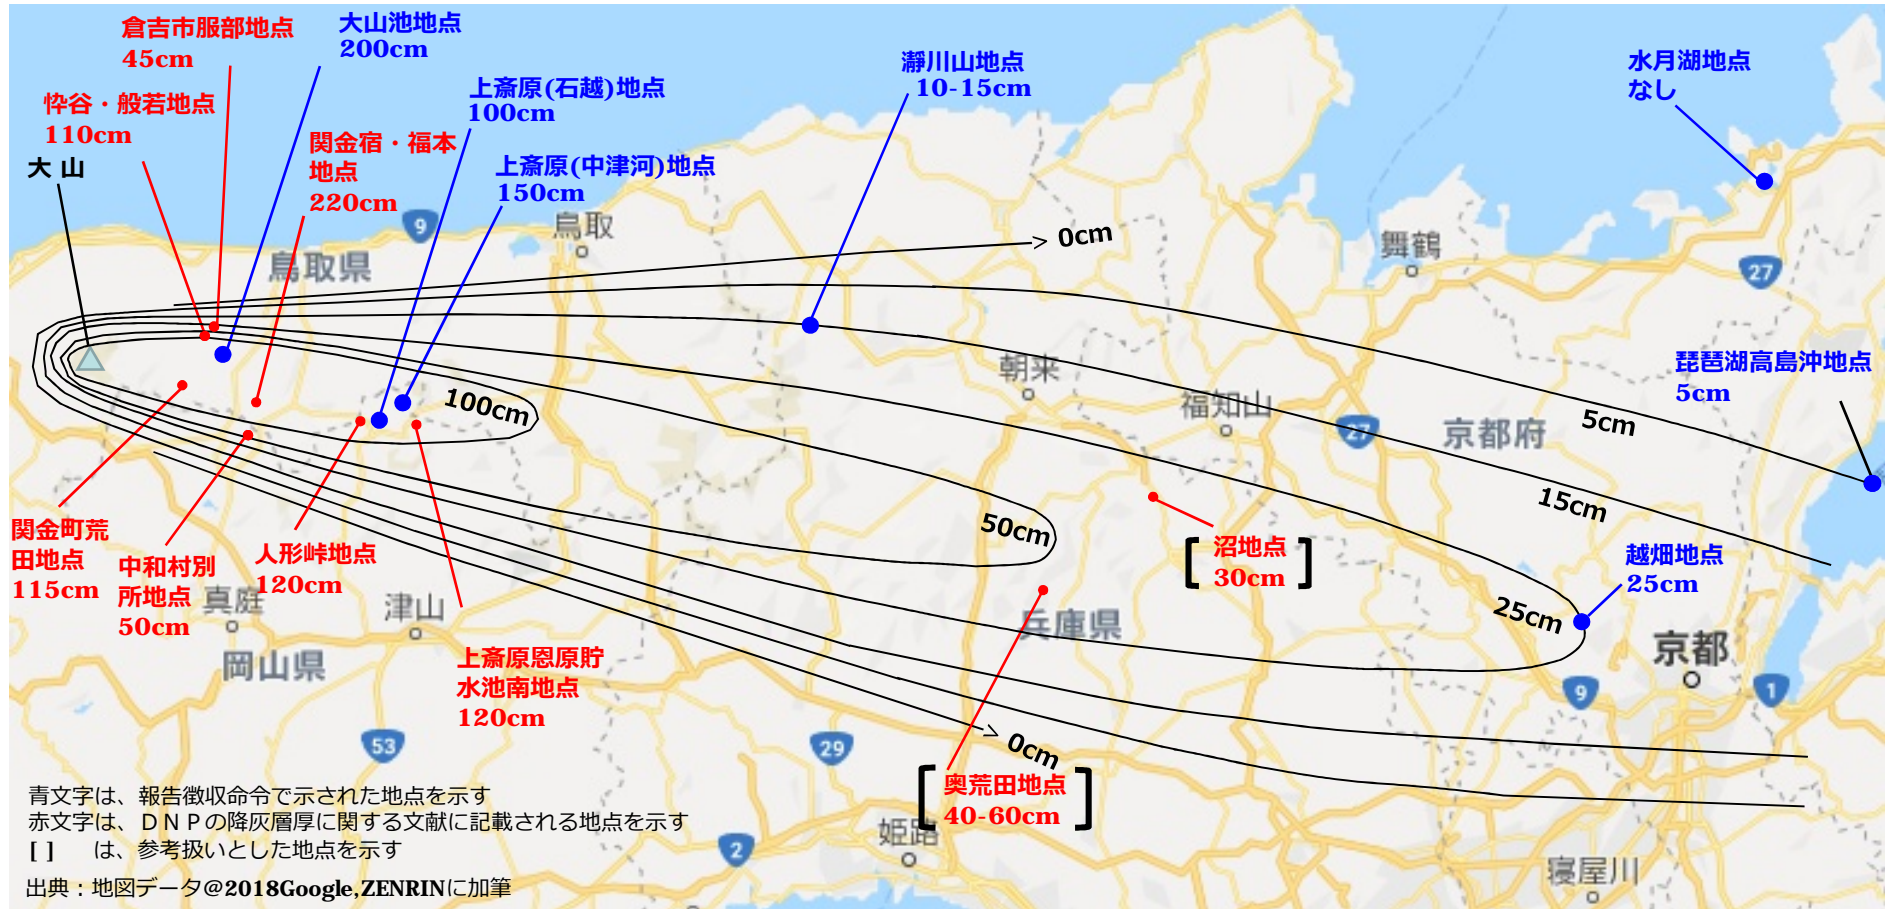 倉吉市服部地点
45cm
大山池地点
200cm
忰谷・般若地点
110cm
大 山
関金宿・福本
地点
220cm
上斎原(石越)地点
100cm
上斎原(中津河)地点
150cm
瀞川山地点
10-15cm
水月湖地点
なし
9
鳥取
鳥取県
> 0cm
舞鶴
27
朝来
福知山
27
京都府
琵琶湖高島沖地点
5cm
100cm
5cm
15cm
50cm
25cm
関金町荒
田地点
115cm
中和村別
所地点
50cm
人形峠地点
120cm
真庭
津山
岡山県
上斎原恩原貯
水池南地点
120cm
[沼地点
30cm]
越畑地点
25cm
兵庫県
京都
9
1
53
29
> 0cm
[奥荒田地点
40-60cm]
姫路
2
寝屋川
青文字は、報告徴収命令で示された地点を示す
赤文字は、DNPの降灰層厚に関する文献に記載される地点を示す
[ ] は、参考扱いとした地点を示す
出典：地図データ@2018Google,ZENRINに加筆